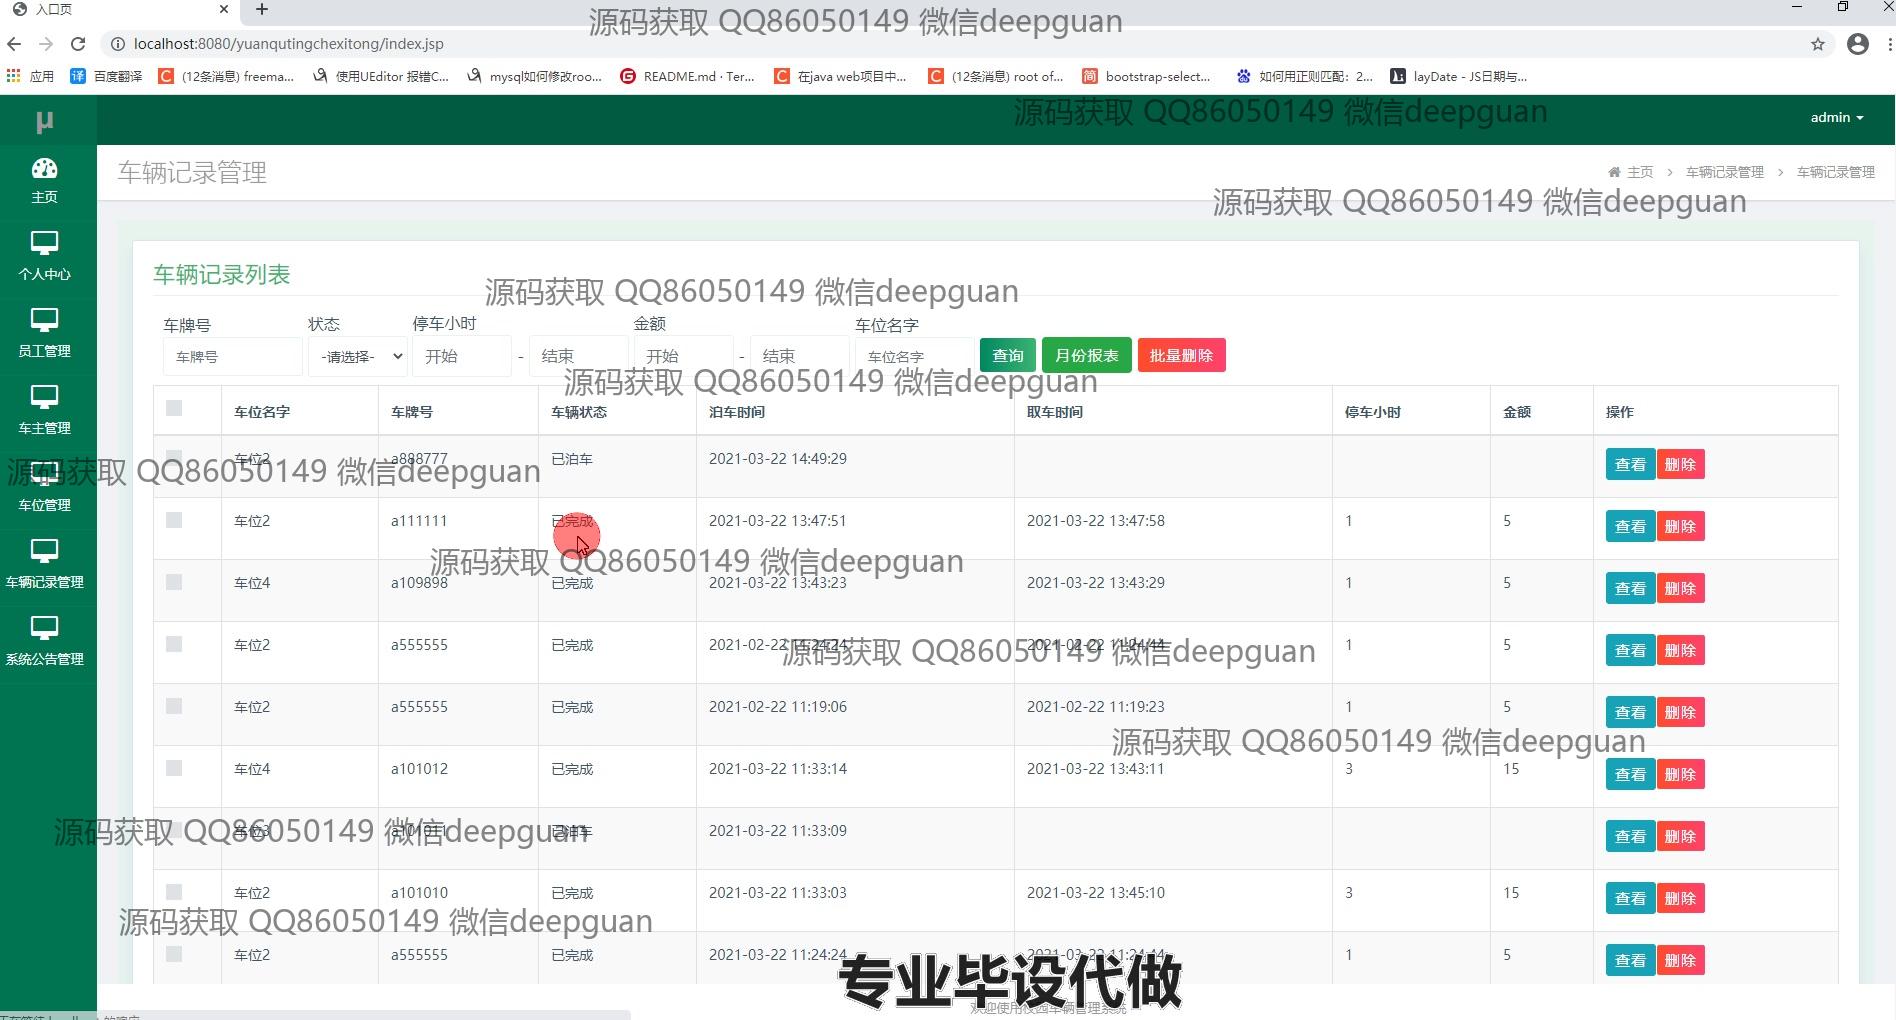 入口页
localhost:8080/yuanqutingchexitong/index.jsp
应用 百度翻译 (12条消息) freema... 使用UEditor 报错C... mysql如何修改roo... README.md · Ter... 在java web项目中... (12条消息) root of... bootstrap-select... 如何用正则匹配：2... layDate - JS日期与...
源码获取 QQ86050149 微信deepguan
源码获取 QQ86050149 微信deepguan
μ
admin
主页
个人中心
员工管理
车主管理
车位管理
车辆记录管理
系统公告管理
车辆记录管理
主页 > 车辆记录管理 > 车辆记录管理
源码获取 QQ86050149 微信deepguan
车辆记录列表
源码获取 QQ86050149 微信deepguan
车牌号 状态 停车小时 金额 车位名字
车牌号 -请选择- 开始 - 结束 开始 - 结束 车位名字 查询 月份报表 批量删除
源码获取 QQ86050149 微信deepguan
车位名字 车牌号 车辆状态 泊车时间 取车时间 停车小时 金额 操作
车位2 a888777 已泊车 2021-03-22 14:49:29 查看 删除
源码获取 QQ86050149 微信deepguan
车位2 a111111 已完成 2021-03-22 13:47:51 2021-03-22 13:47:58 1 5 查看 删除
源码获取 QQ86050149 微信deepguan
车位4 a109898 已完成 2021-03-22 13:43:23 2021-03-22 13:43:29 1 5 查看 删除
车位2 a555555 已完成 2021-02-22 11:24:24 2021-02-22 11:24:44 1 5 查看 删除
源码获取 QQ86050149 微信deepguan
车位2 a555555 已完成 2021-02-22 11:19:06 2021-02-22 11:19:23 1 5 查看 删除
源码获取 QQ86050149 微信deepguan
车位4 a101012 已完成 2021-03-22 11:33:14 2021-03-22 13:43:11 3 15 查看 删除
车位3 a101011 已泊车 2021-03-22 11:33:09 查看 删除
源码获取 QQ86050149 微信deepguan
车位2 a101010 已完成 2021-03-22 11:33:03 2021-03-22 13:45:10 3 15 查看 删除
源码获取 QQ86050149 微信deepguan
车位2 a555555 已完成 2021-03-22 11:24:24 2021-03-22 11:24:44 1 5 查看 删除
专业毕设代做
欢迎使用校园车辆管理系统